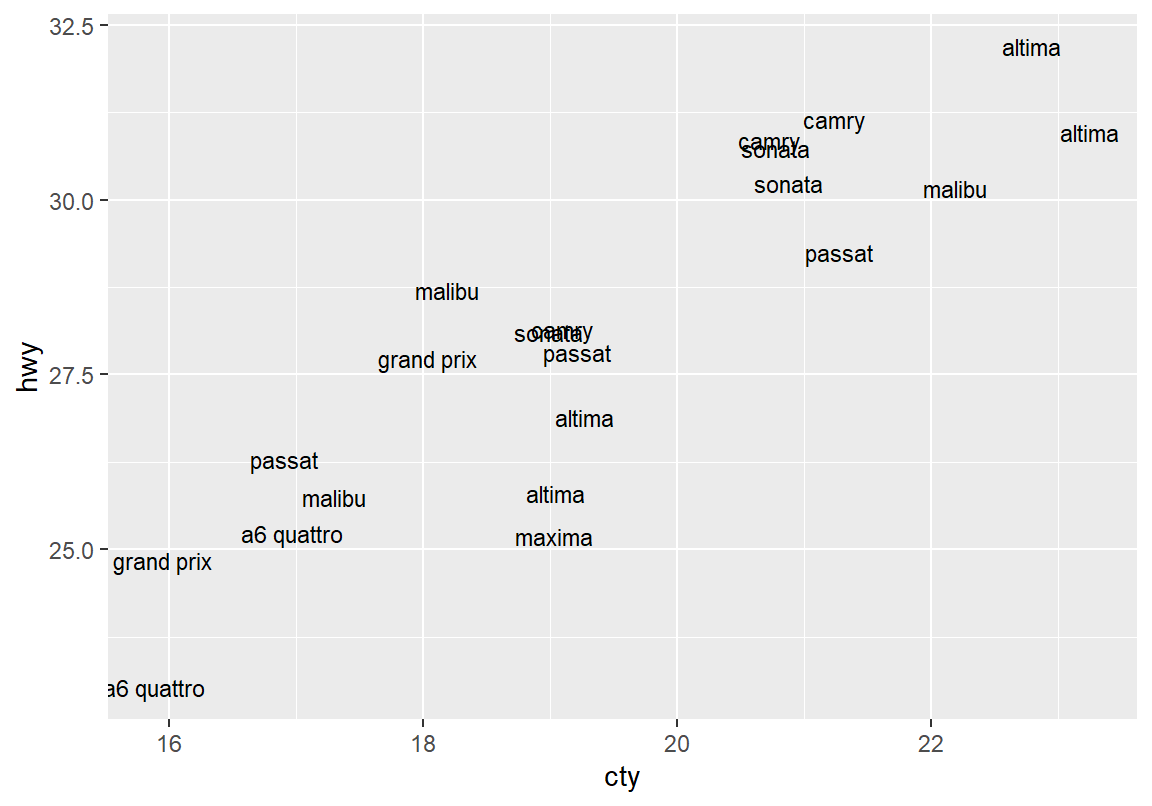 32.5
altima
camry
altima
camry
sonata
sonata
malibu
30.0
passat
malibu
camry
sonata
passat
grand prix
hwy
27.5
altima
passat
malibu
altima
a6 quattro
maxima
25.0
grand prix
a6 quattro
16 18 20 22
cty